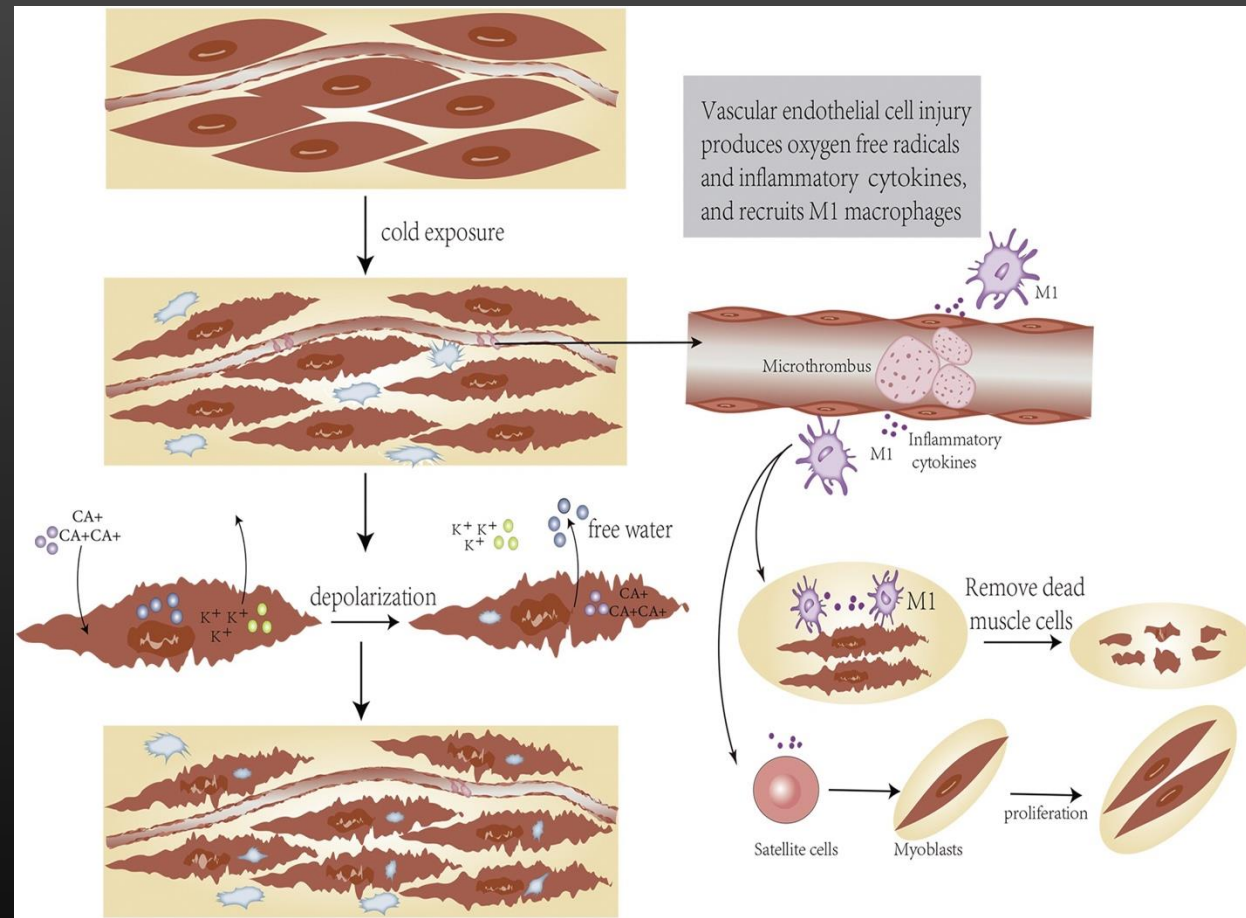 Vascular endothelial cell injury
produces oxygen free radicals
and inflammatory cytokines,
and recruits M1 macrophages
cold exposure
M1
Microthrombus
M1
Inflammatory
cytokines
CA+
CA+CA+
K+ K+
K+
depolarization
K+ K+
K+
free water
CA+
CA+CA+
M1
Remove dead
muscle cells
Satellite cells
Myoblasts
proliferation